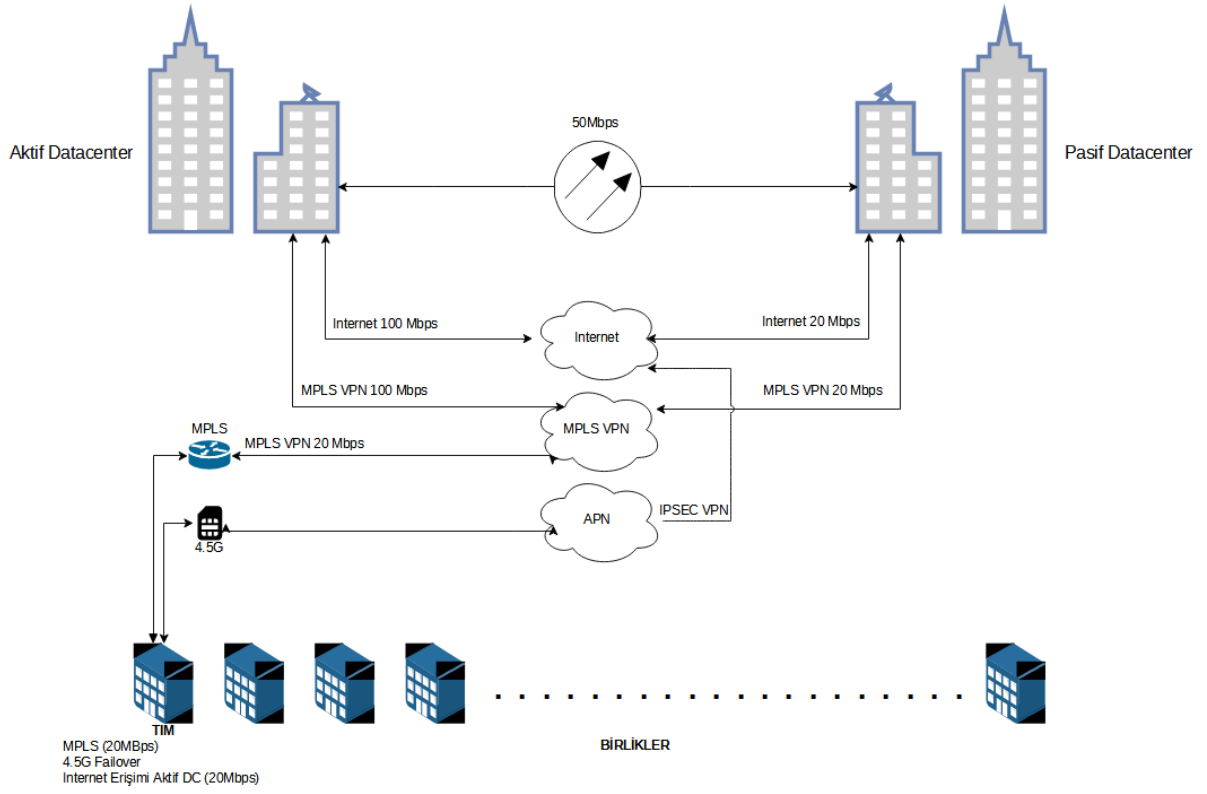 50Mbps
Aktif Datacenter
Pasif Datacenter
Internet 100 Mbps
Internet
Internet 20 Mbps
MPLS VPN 100 Mbps
MPLS VPN 20 Mbps
MPLS
MPLS VPN 20 Mbps
MPLS VPN
4.5G
APN
IPSEC VPN
TIM
MPLS (20MBps)
4.5G Failover
Internet Erişimi Aktif DC (20Mbps)
BİRLİKLER